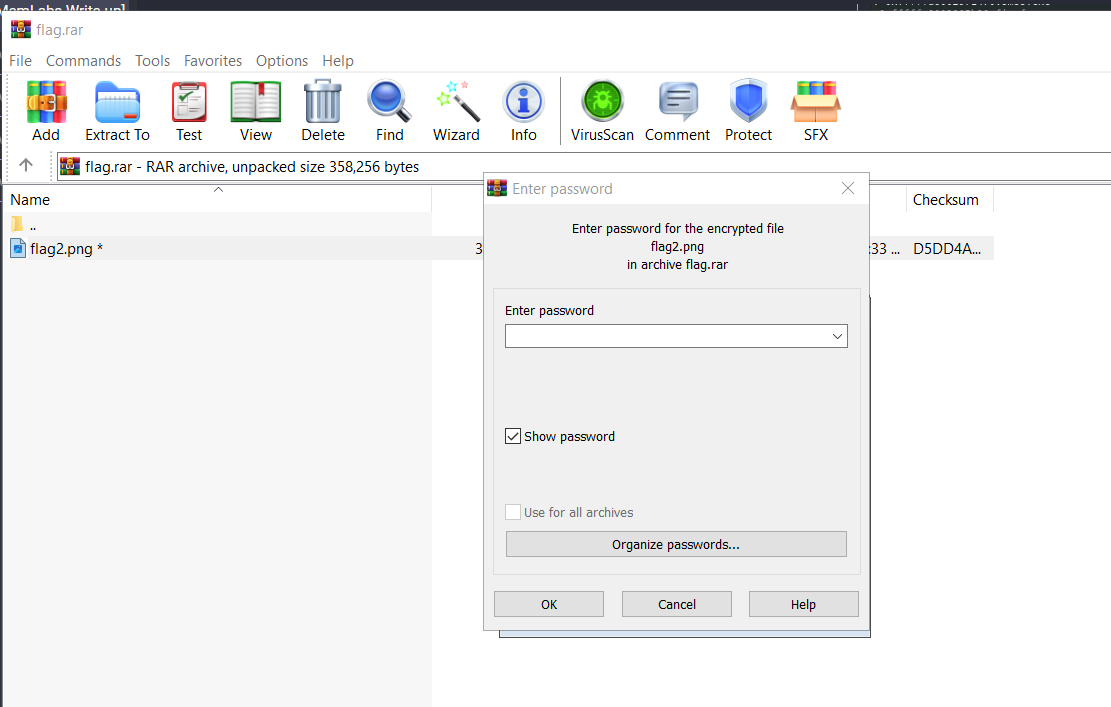 MemLabs Write up]
flag.rar
File Commands Tools Favorites Options Help
Add Extract To Test View Delete Find Wizard Info VirusScan Comment Protect SFX
flag.rar - RAR archive, unpacked size 358,256 bytes
Name Checksum
..
flag2.png * 3 :33 ... D5DD4A...
Enter password
Enter password for the encrypted file
flag2.png
in archive flag.rar
Enter password
Show password
Use for all archives
Organize passwords...
OK Cancel Help